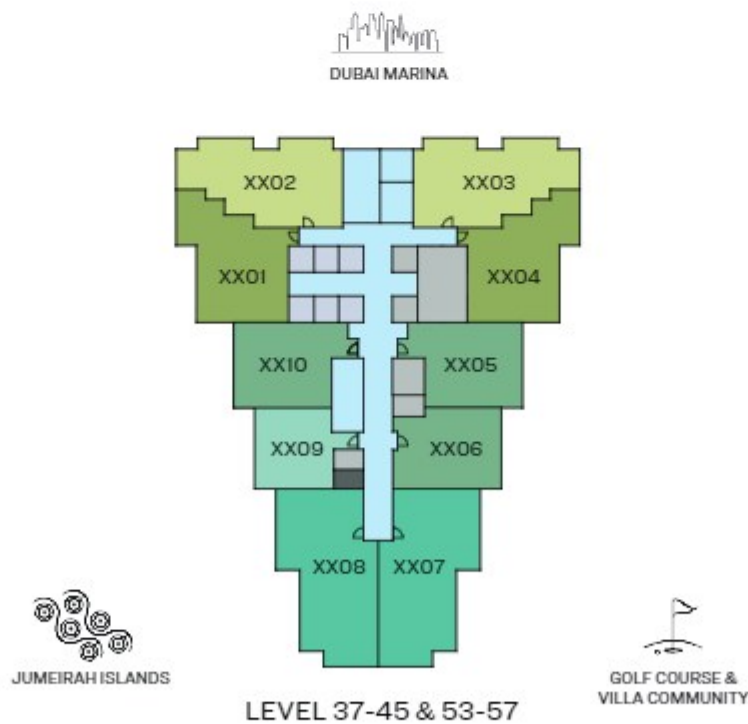 DUBAI MARINA
XX02
XX03
XX01
XX04
XX10
XX05
XX09
XX06
XX08
XX07
JUMEIRAH ISLANDS
GOLF COURSE &
VILLA COMMUNITY
LEVEL 37-45 & 53-57